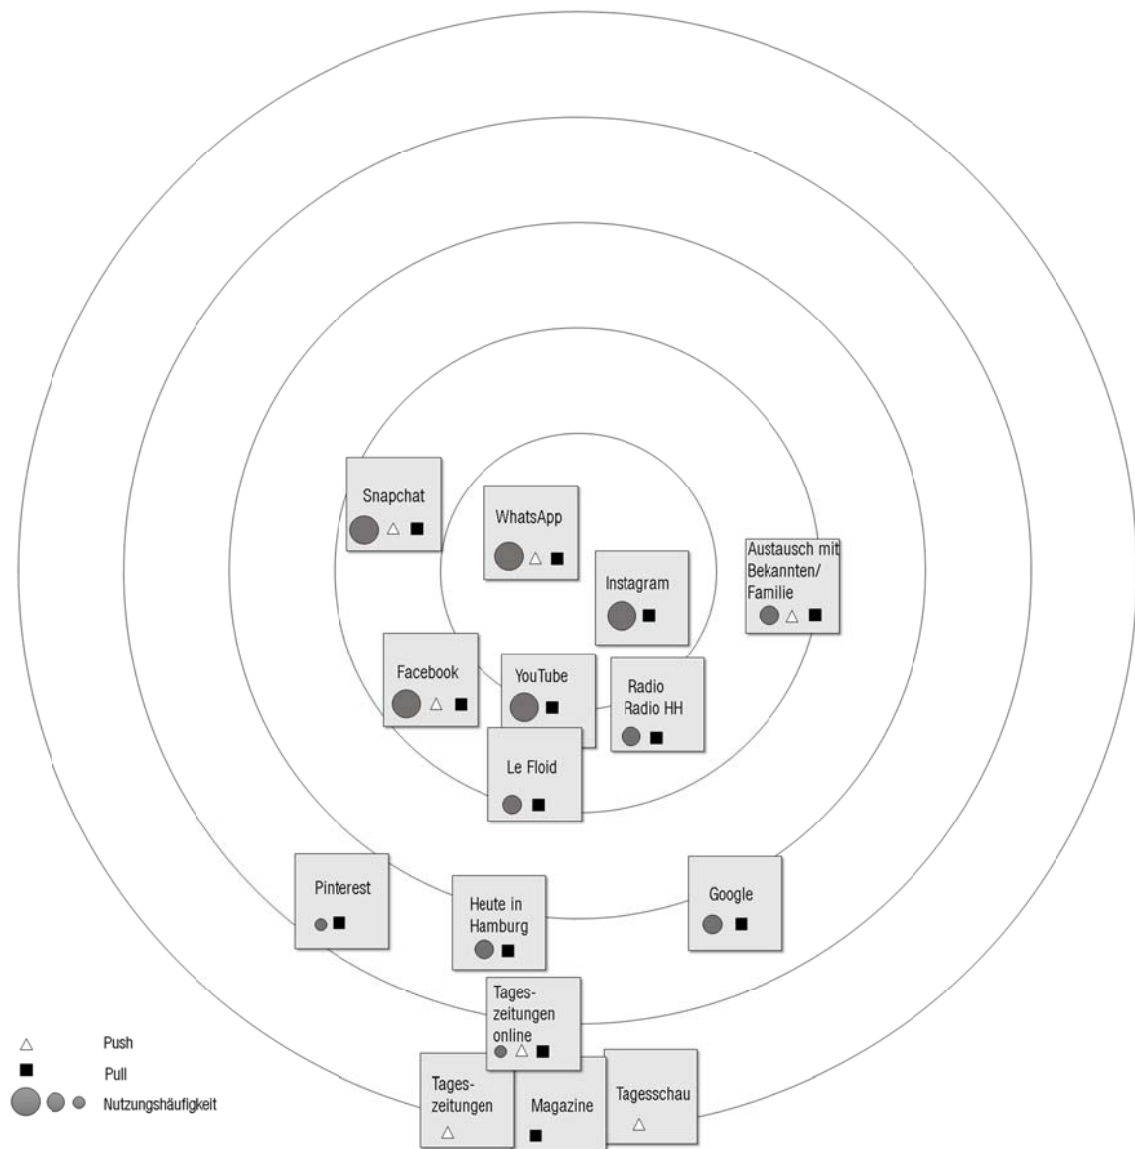 Snapchat
WhatsApp
Instagram
Austausch mit
Bekannten/
Familie
Facebook
YouTube
Radio
Radio HH
Le Floid
Pinterest
Heute in
Hamburg
Google
Tages-
zeitungen
online
Tages-
zeitungen
Magazine
Tagesschau
Push
Pull
Nutzungshäufigkeit